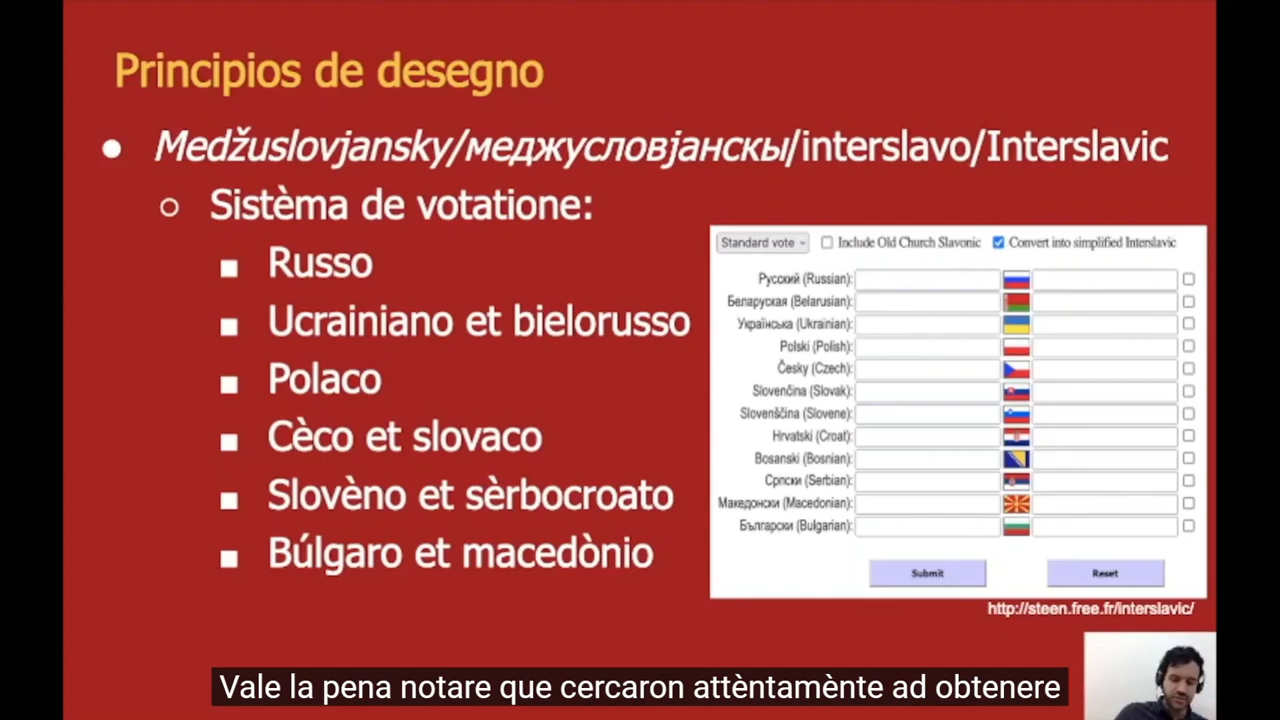 Principios de desegno
● Medžuslovjansky/меджусловјанскы/interslavo/Interslavic
○ Sistèma de votatione:
■ Russo
■ Ucrainiano et bielorusso
■ Polaco
■ Cèco et slovaco
■ Slovèno et sèrbocroato
■ Búlgaro et macedònio
Standard vote Include Old Church Slavonic Convert into simplified Interslavic
Русский (Russian):
Беларуская (Belarusian):
Українська (Ukrainian):
Polski (Polish):
Česky (Czech):
Slovenčina (Slovak):
Slovenščina (Slovene):
Hrvatski (Croat):
Bosanski (Bosnian):
Српски (Serbian):
Македонски (Macedonian):
Български (Bulgarian):
Submit Reset
http://steen.free.fr/interslavic/
Vale la pena notare que cercaron attèntamènte ad obtenere